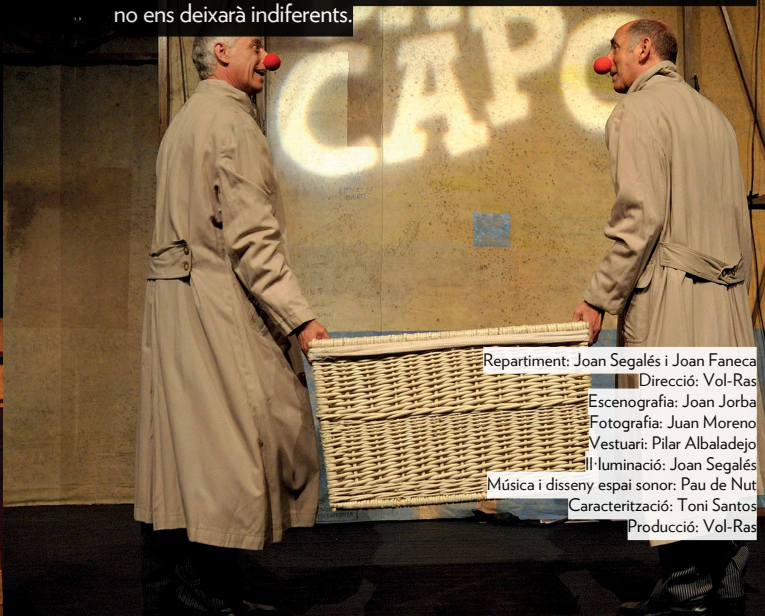 no ens deixarà indiferents.
CAPO
Repartiment: Joan Segalés i Joan Faneca
Direcció: Vol-Ras
Escenografia: Joan Jorba
Fotografia: Juan Moreno
Vestuari: Pilar Albaladejo
Il·luminació: Joan Segalés
Música i disseny espai sonor: Pau de Nut
Caracterització: Toni Santos
Producció: Vol-Ras